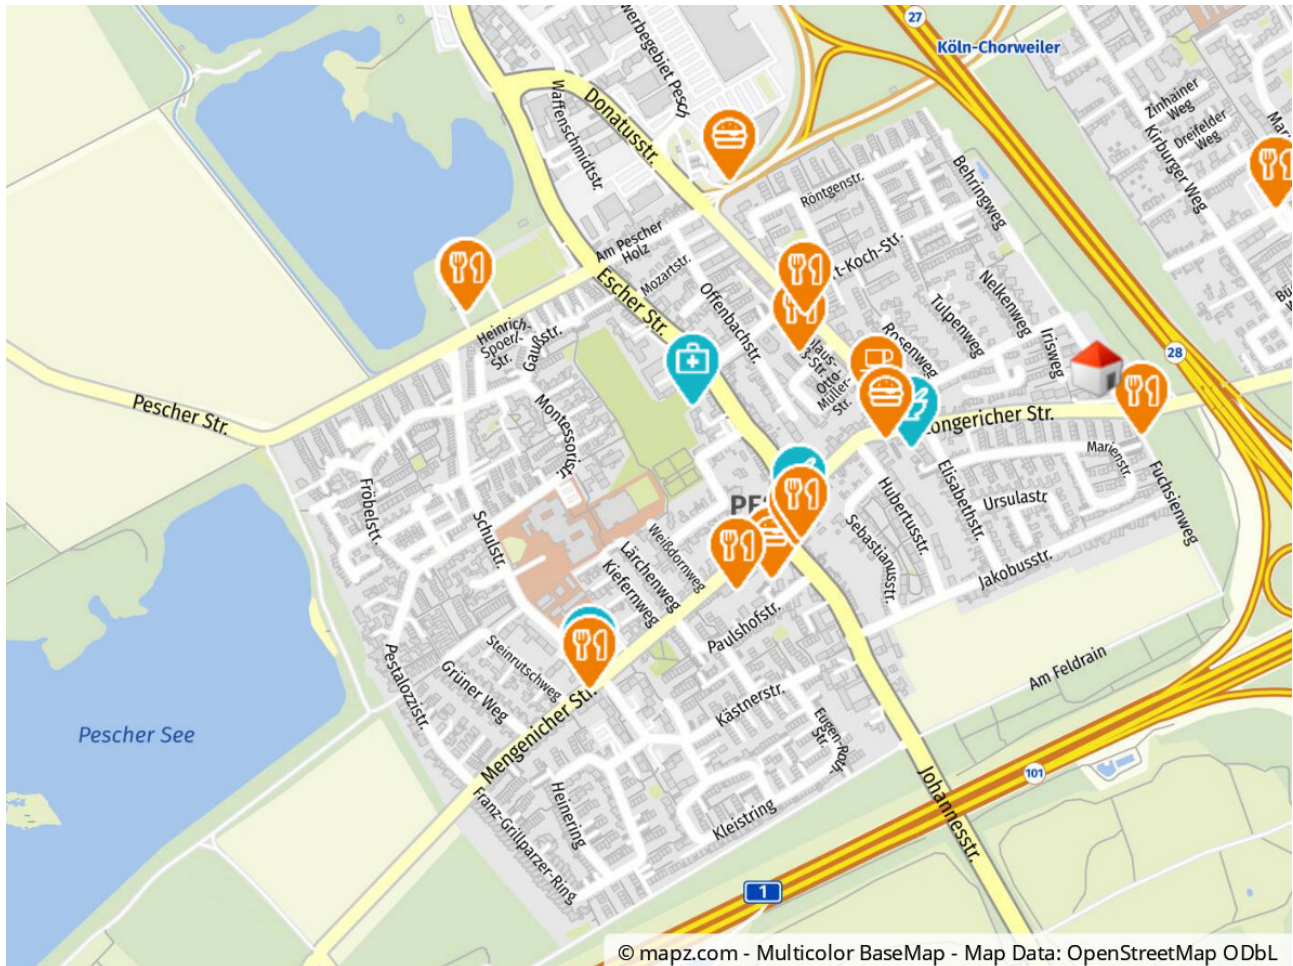 27
Köln-Chorweiler
Waffenschmidtstr.
Donatusstr.
Zinhainer
Weg
Dreifelder
Weg
Kirburger Weg
Behringweg
Röntgenstr.
Am Pescher
Holz
Mozartstr.
Escher Str.
Offenbachstr.
Nelkenweg
Tulpenweg
Rosenweg
Irisweg
28
Heinrich-
Spoerl-
Str.
Gaußstr.
Otto-
Müller-
Str.
Pescher Str.
Montessoristr.
Longericher Str.
Marienstr.
Fuchsienweg
Ursulastr.
Elisabethstr.
Hubertusstr.
Sebastianusstr.
Jakobusstr.
Fröbelstr.
Schulstr.
Weißdornweg
Lärchenweg
Kiefernweg
Paulshofstr.
Am Feldrain
Steinrutschweg
Grüner Weg
Pestalozzistr.
Mengenicher Str.
Kästnerstr.
Pescher See
101
Johannesstr.
Heinering
Franz-Grillparzer-Ring
Kleistring
1
© mapz.com - Multicolor BaseMap - Map Data: OpenStreetMap ODbL